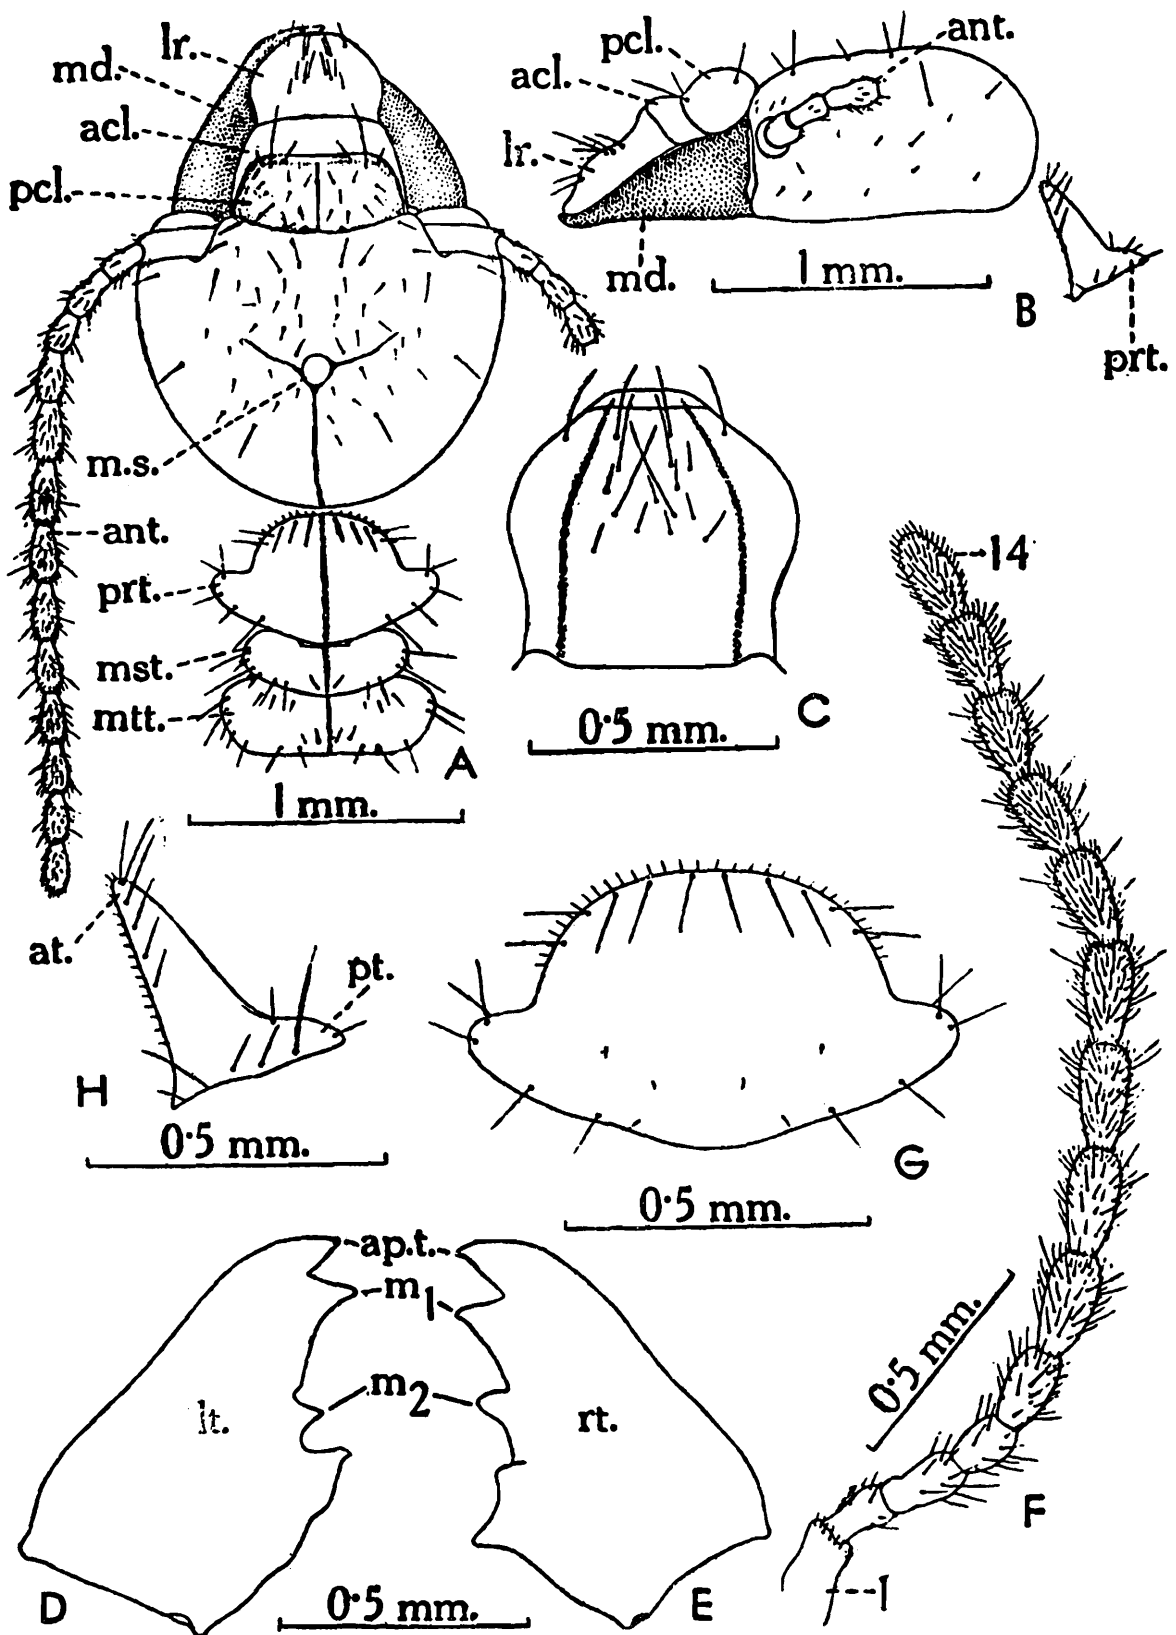 lr.
md.
acl.
pcl.
m.s.
ant.
prt.
mst.
mtt.
A
1 mm.
pcl.
ant.
acl.
lr.
md.
1 mm.
B
prt.
C
0·5 mm.
14
0·5 mm.
F
1
at.
pt.
H
0·5 mm.
G
0·5 mm.
ap.t.
m1
m2
lt.
rt.
D
0·5 mm.
E